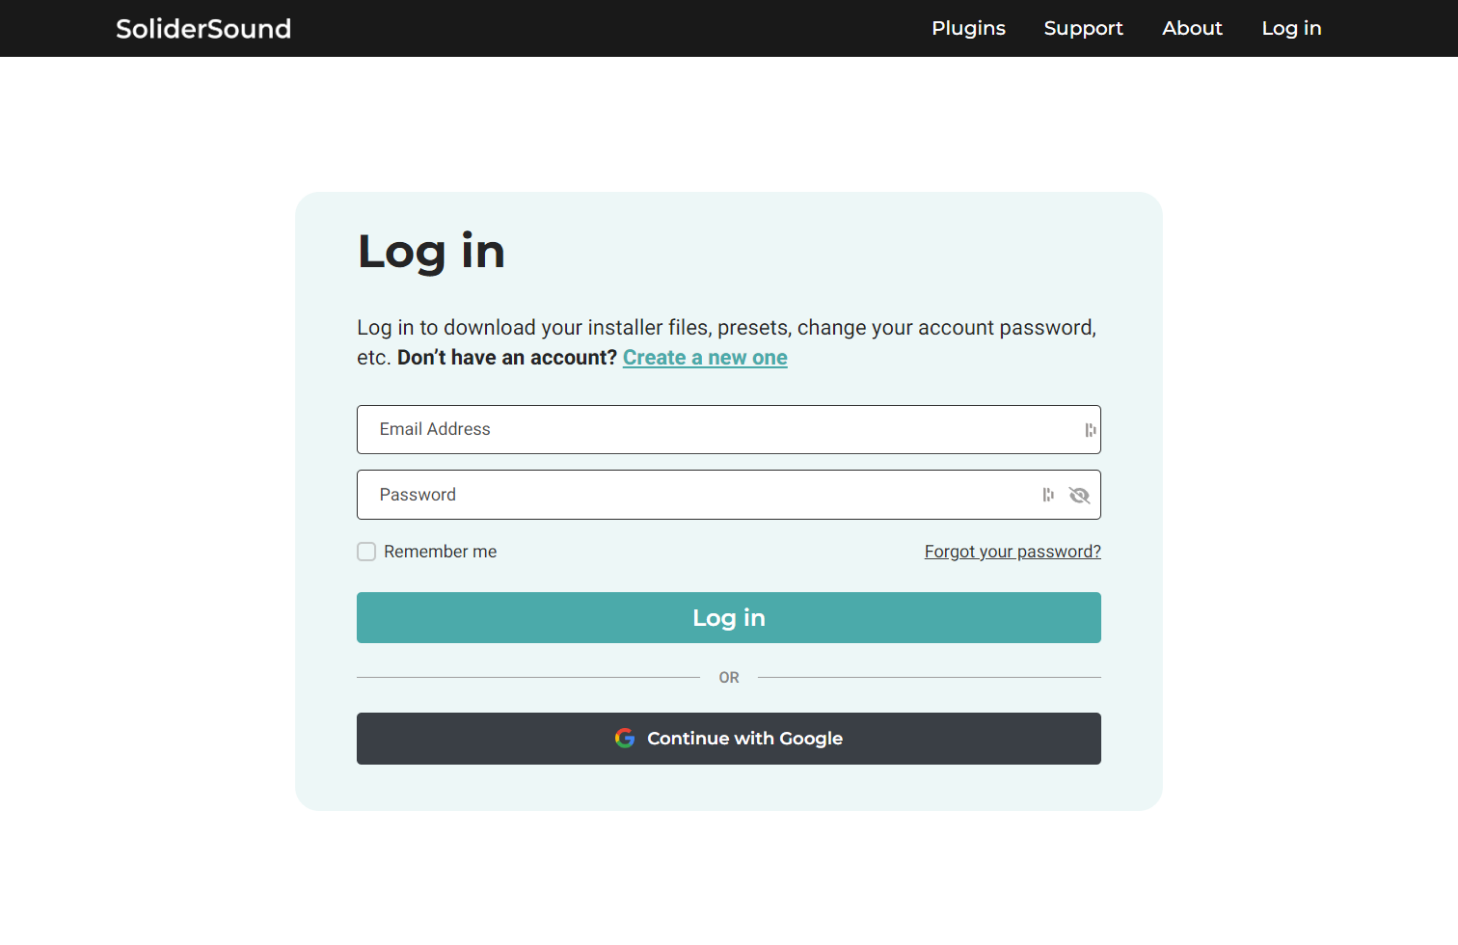 SoliderSound
Plugins
Support
About
Log in
Log in
Log in to download your installer files, presets, change your account password,
etc. Don’t have an account? Create a new one
Email Address
Password
Remember me
Forgot your password?
Log in
OR
Continue with Google